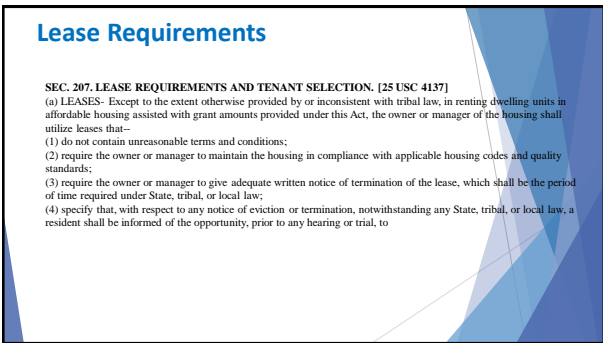 Lease Requirements
SEC. 207. LEASE REQUIREMENTS AND TENANT SELECTION. [25 USC 4137]
(a) LEASES- Except to the extent otherwise provided by or inconsistent with tribal law, in renting dwelling units in
affordable housing assisted with grant amounts provided under this Act, the owner or manager of the housing shall
utilize leases that--
(1) do not contain unreasonable terms and conditions;
(2) require the owner or manager to maintain the housing in compliance with applicable housing codes and quality
standards;
(3) require the owner or manager to give adequate written notice of termination of the lease, which shall be the period
of time required under State, tribal, or local law;
(4) specify that, with respect to any notice of eviction or termination, notwithstanding any State, tribal, or local law, a
resident shall be informed of the opportunity, prior to any hearing or trial, to